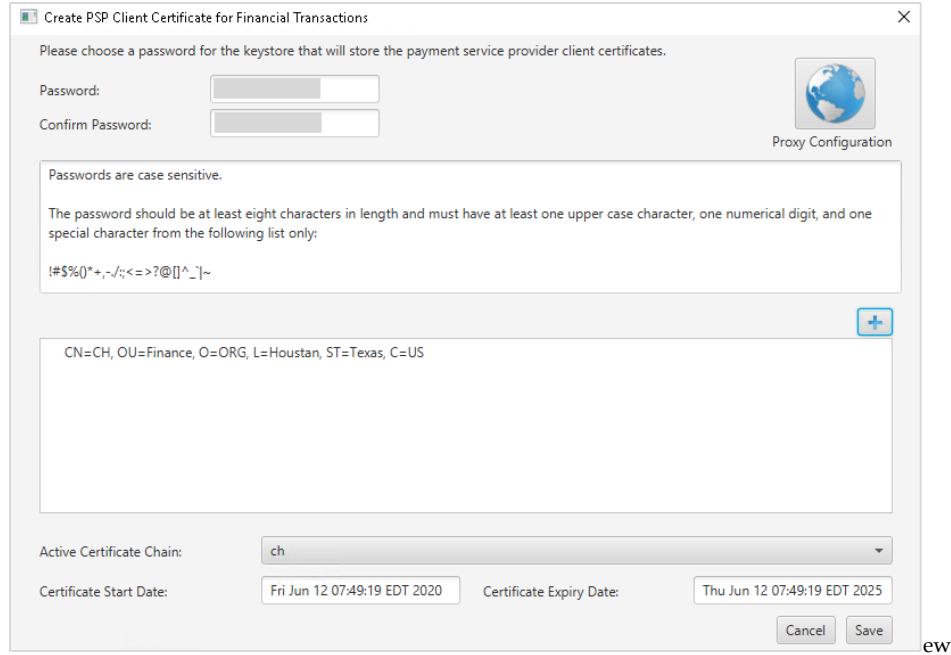 Create PSP Client Certificate for Financial Transactions
Please choose a password for the keystore that will store the payment service provider client certificates.
Password:
Confirm Password:
Proxy Configuration
Passwords are case sensitive.
The password should be at least eight characters in length and must have at least one upper case character, one numerical digit, and one
special character from the following list only:
!#$%()*+,-./:;<=>?@[]^_`|~
CN=CH, OU=Finance, O=ORG, L=Houstan, ST=Texas, C=US
Active Certificate Chain:
ch
Certificate Start Date:
Fri Jun 12 07:49:19 EDT 2020
Certificate Expiry Date:
Thu Jun 12 07:49:19 EDT 2025
Cancel
Save
ew